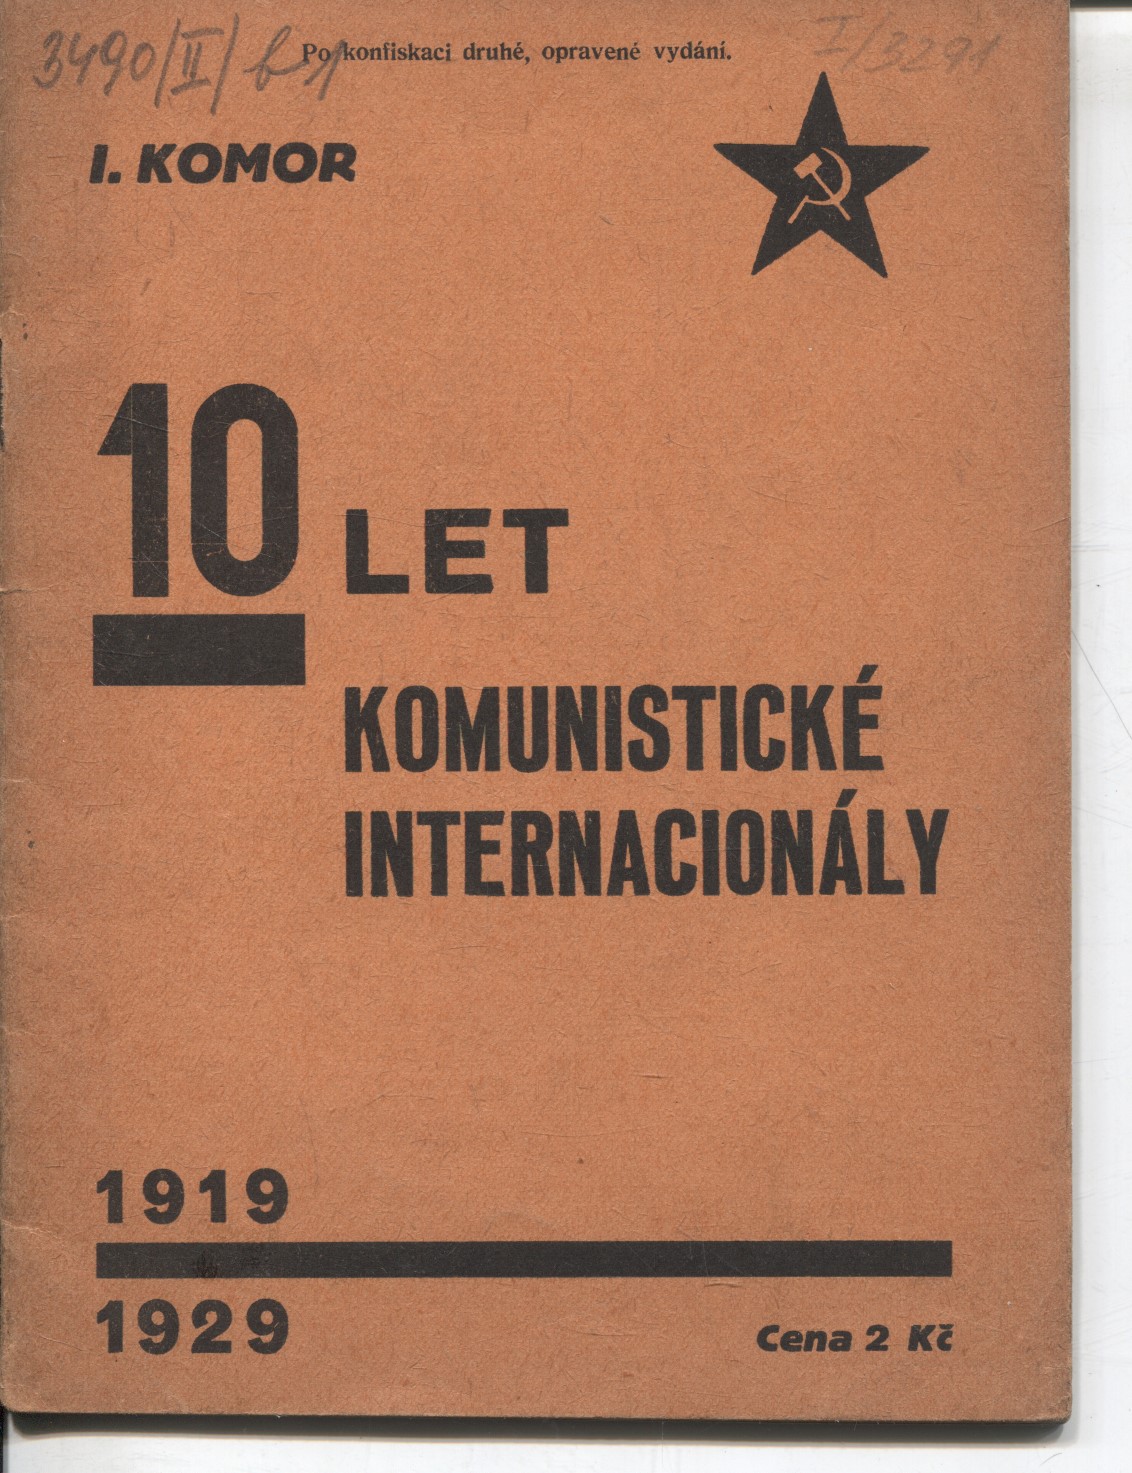 3490/II/b1
I/3291
Po konfiskaci druhé, opravené vydání.
I. KOMOR
10 LET
KOMUNISTICKÉ
INTERNACIONÁLY
1919
1929
Cena 2 Kč